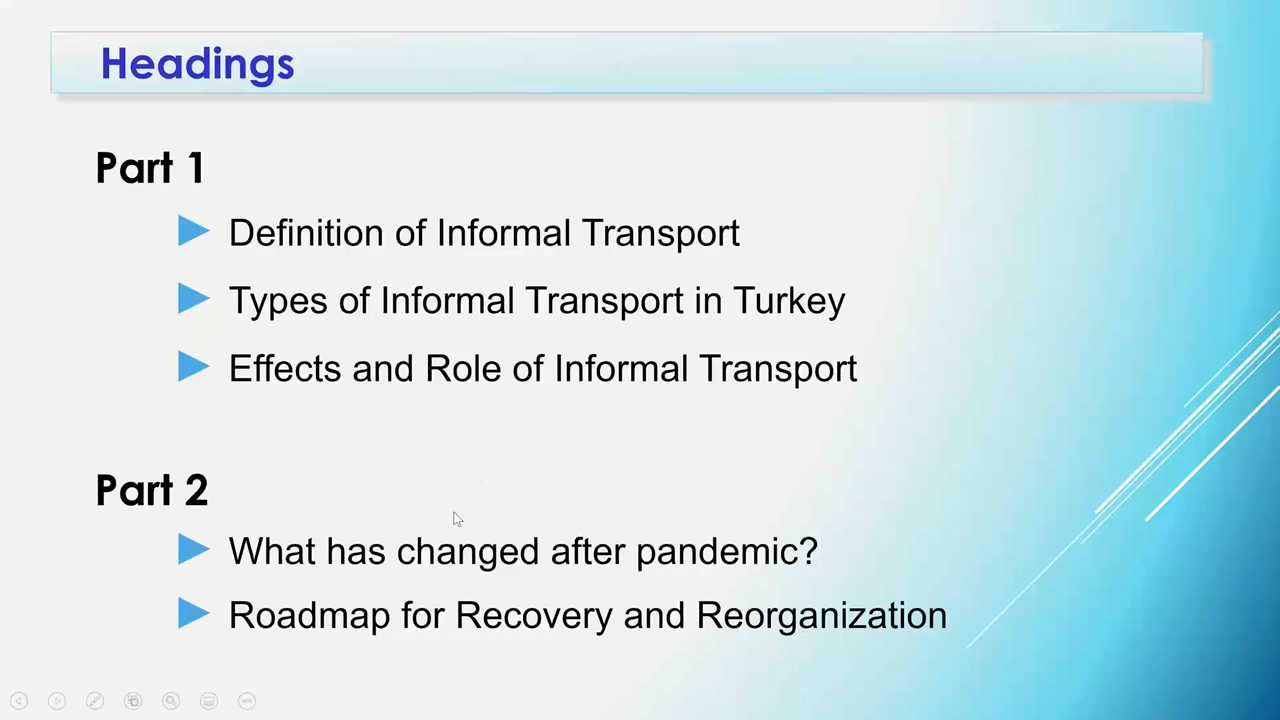 Headings
Part 1
Definition of Informal Transport
Types of Informal Transport in Turkey
Effects and Role of Informal Transport
Part 2
What has changed after pandemic?
Roadmap for Recovery and Reorganization